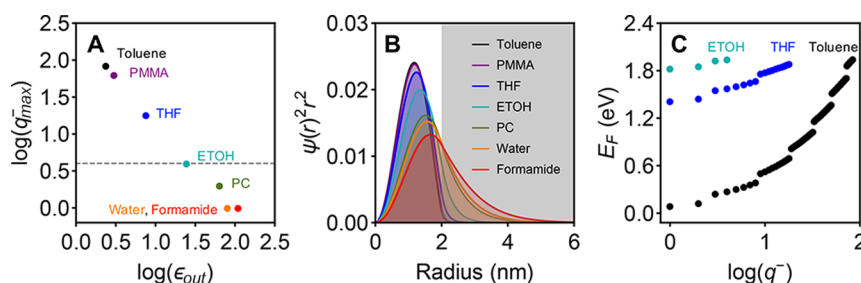 A
log(q⁻max)
2.5
2.0
1.5
1.0
0.5
0.0
Toluene
PMMA
THF
ETOH
PC
Water, Formamide
0.0 0.5 1.0 1.5 2.0 2.5
log(ϵout)
B
ψ(r)²r²
0.03
0.02
0.01
0.00
Toluene
PMMA
THF
ETOH
PC
Water
Formamide
0 2 4 6
Radius (nm)
C
EF (eV)
2.4
1.8
1.2
0.6
0.0
ETOH THF Toluene
0 1 2
log(q⁻)